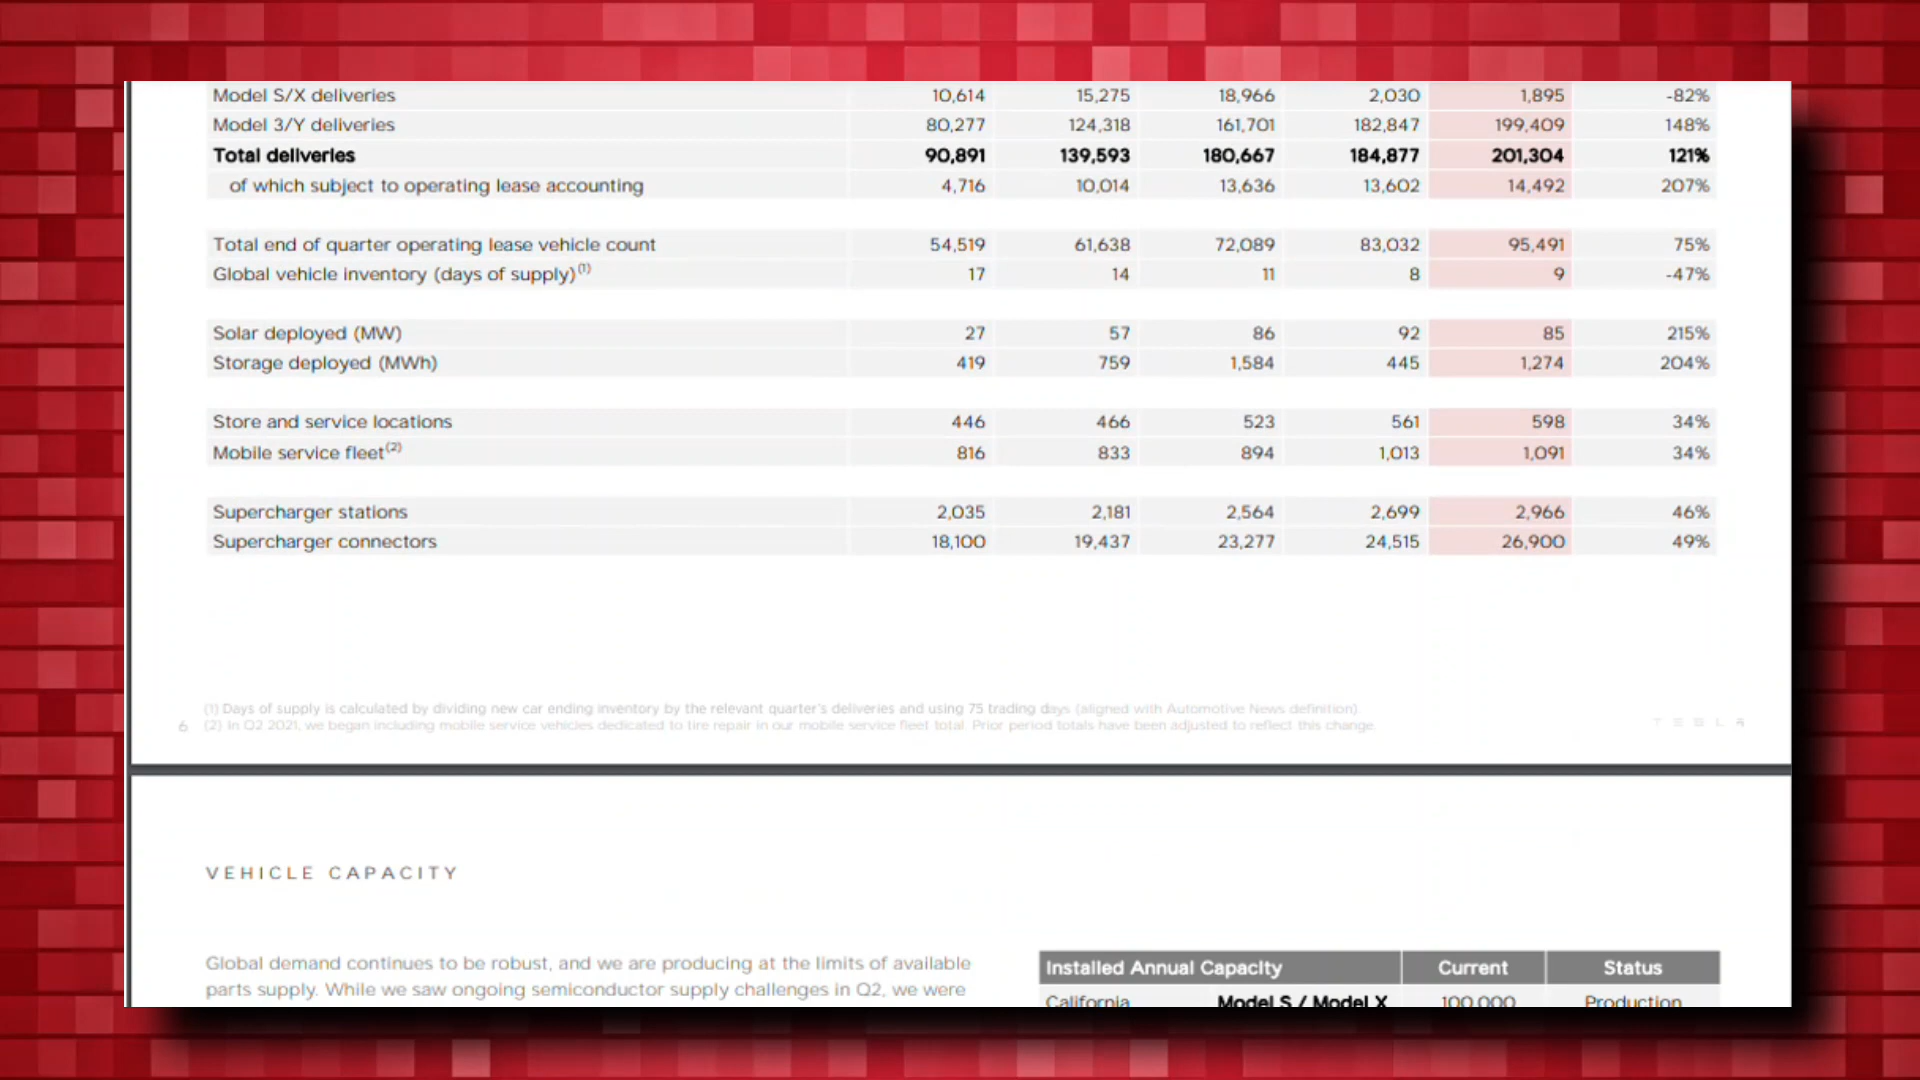 Model S/X deliveries 10,614 15,275 18,966 2,030 1,895 -82%
Model 3/Y deliveries 80,277 124,318 161,701 182,847 199,409 148%
Total deliveries 90,891 139,593 180,667 184,877 201,304 121%
of which subject to operating lease accounting 4,716 10,014 13,636 13,602 14,492 207%
Total end of quarter operating lease vehicle count 54,519 61,638 72,089 83,032 95,491 75%
Global vehicle inventory (days of supply)(1) 17 14 11 8 9 -47%
Solar deployed (MW) 27 57 86 92 85 215%
Storage deployed (MWh) 419 759 1,584 445 1,274 204%
Store and service locations 446 466 523 561 598 34%
Mobile service fleet(2) 816 833 894 1,013 1,091 34%
Supercharger stations 2,035 2,181 2,564 2,699 2,966 46%
Supercharger connectors 18,100 19,437 23,277 24,515 26,900 49%
(1) Days of supply is calculated by dividing new car ending inventory by the relevant quarter's deliveries and using 75 trading days (aligned with Automotive News definition).
6 (2) In Q2 2021, we began including mobile service vehicles dedicated to tire repair in our mobile service fleet total. Prior period totals have been adjusted to reflect this change.
TESLA
VEHICLE CAPACITY
Global demand continues to be robust, and we are producing at the limits of available
parts supply. While we saw ongoing semiconductor supply challenges in Q2, we were
Installed Annual Capacity Current Status
California Model S / Model X 100,000 Production